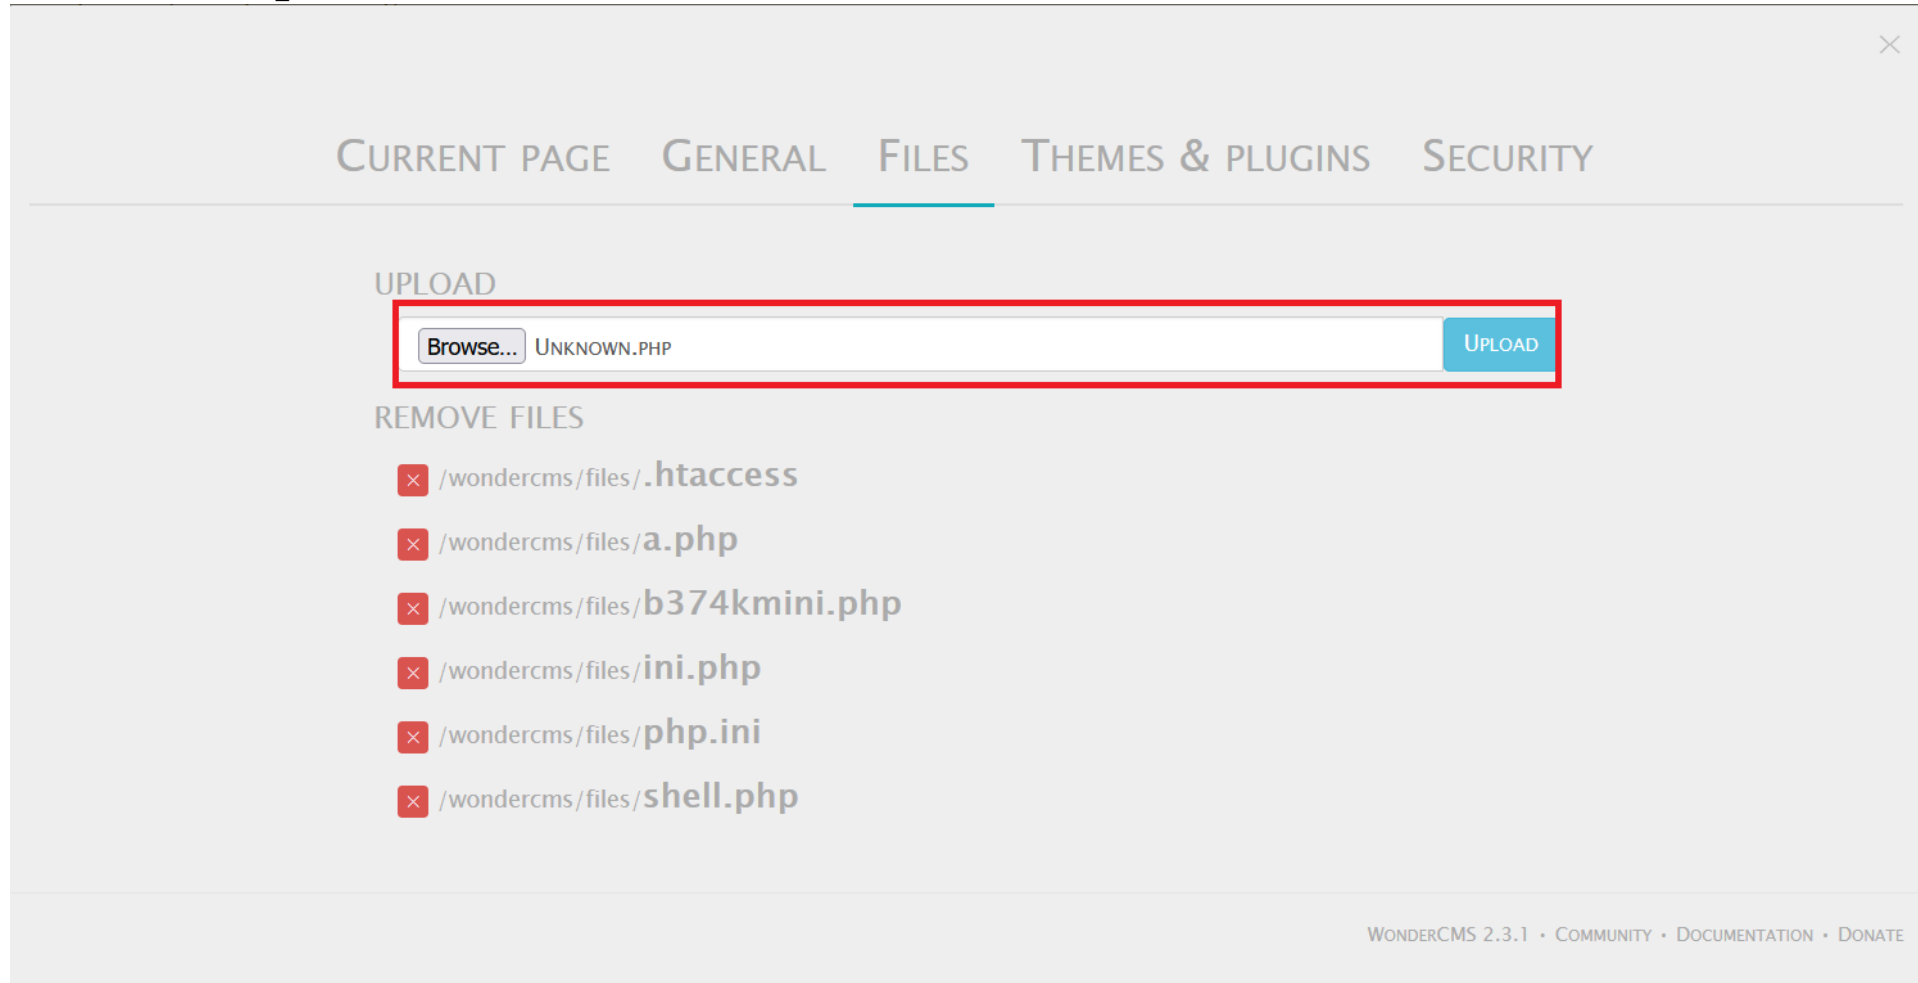 ×
Current page General Files Themes & plugins Security
UPLOAD
Browse... Unknown.php Upload
REMOVE FILES
× /wondercms/files/.htaccess
× /wondercms/files/a.php
× /wondercms/files/b374kmini.php
× /wondercms/files/ini.php
× /wondercms/files/php.ini
× /wondercms/files/shell.php
WonderCMS 2.3.1 • Community • Documentation • Donate